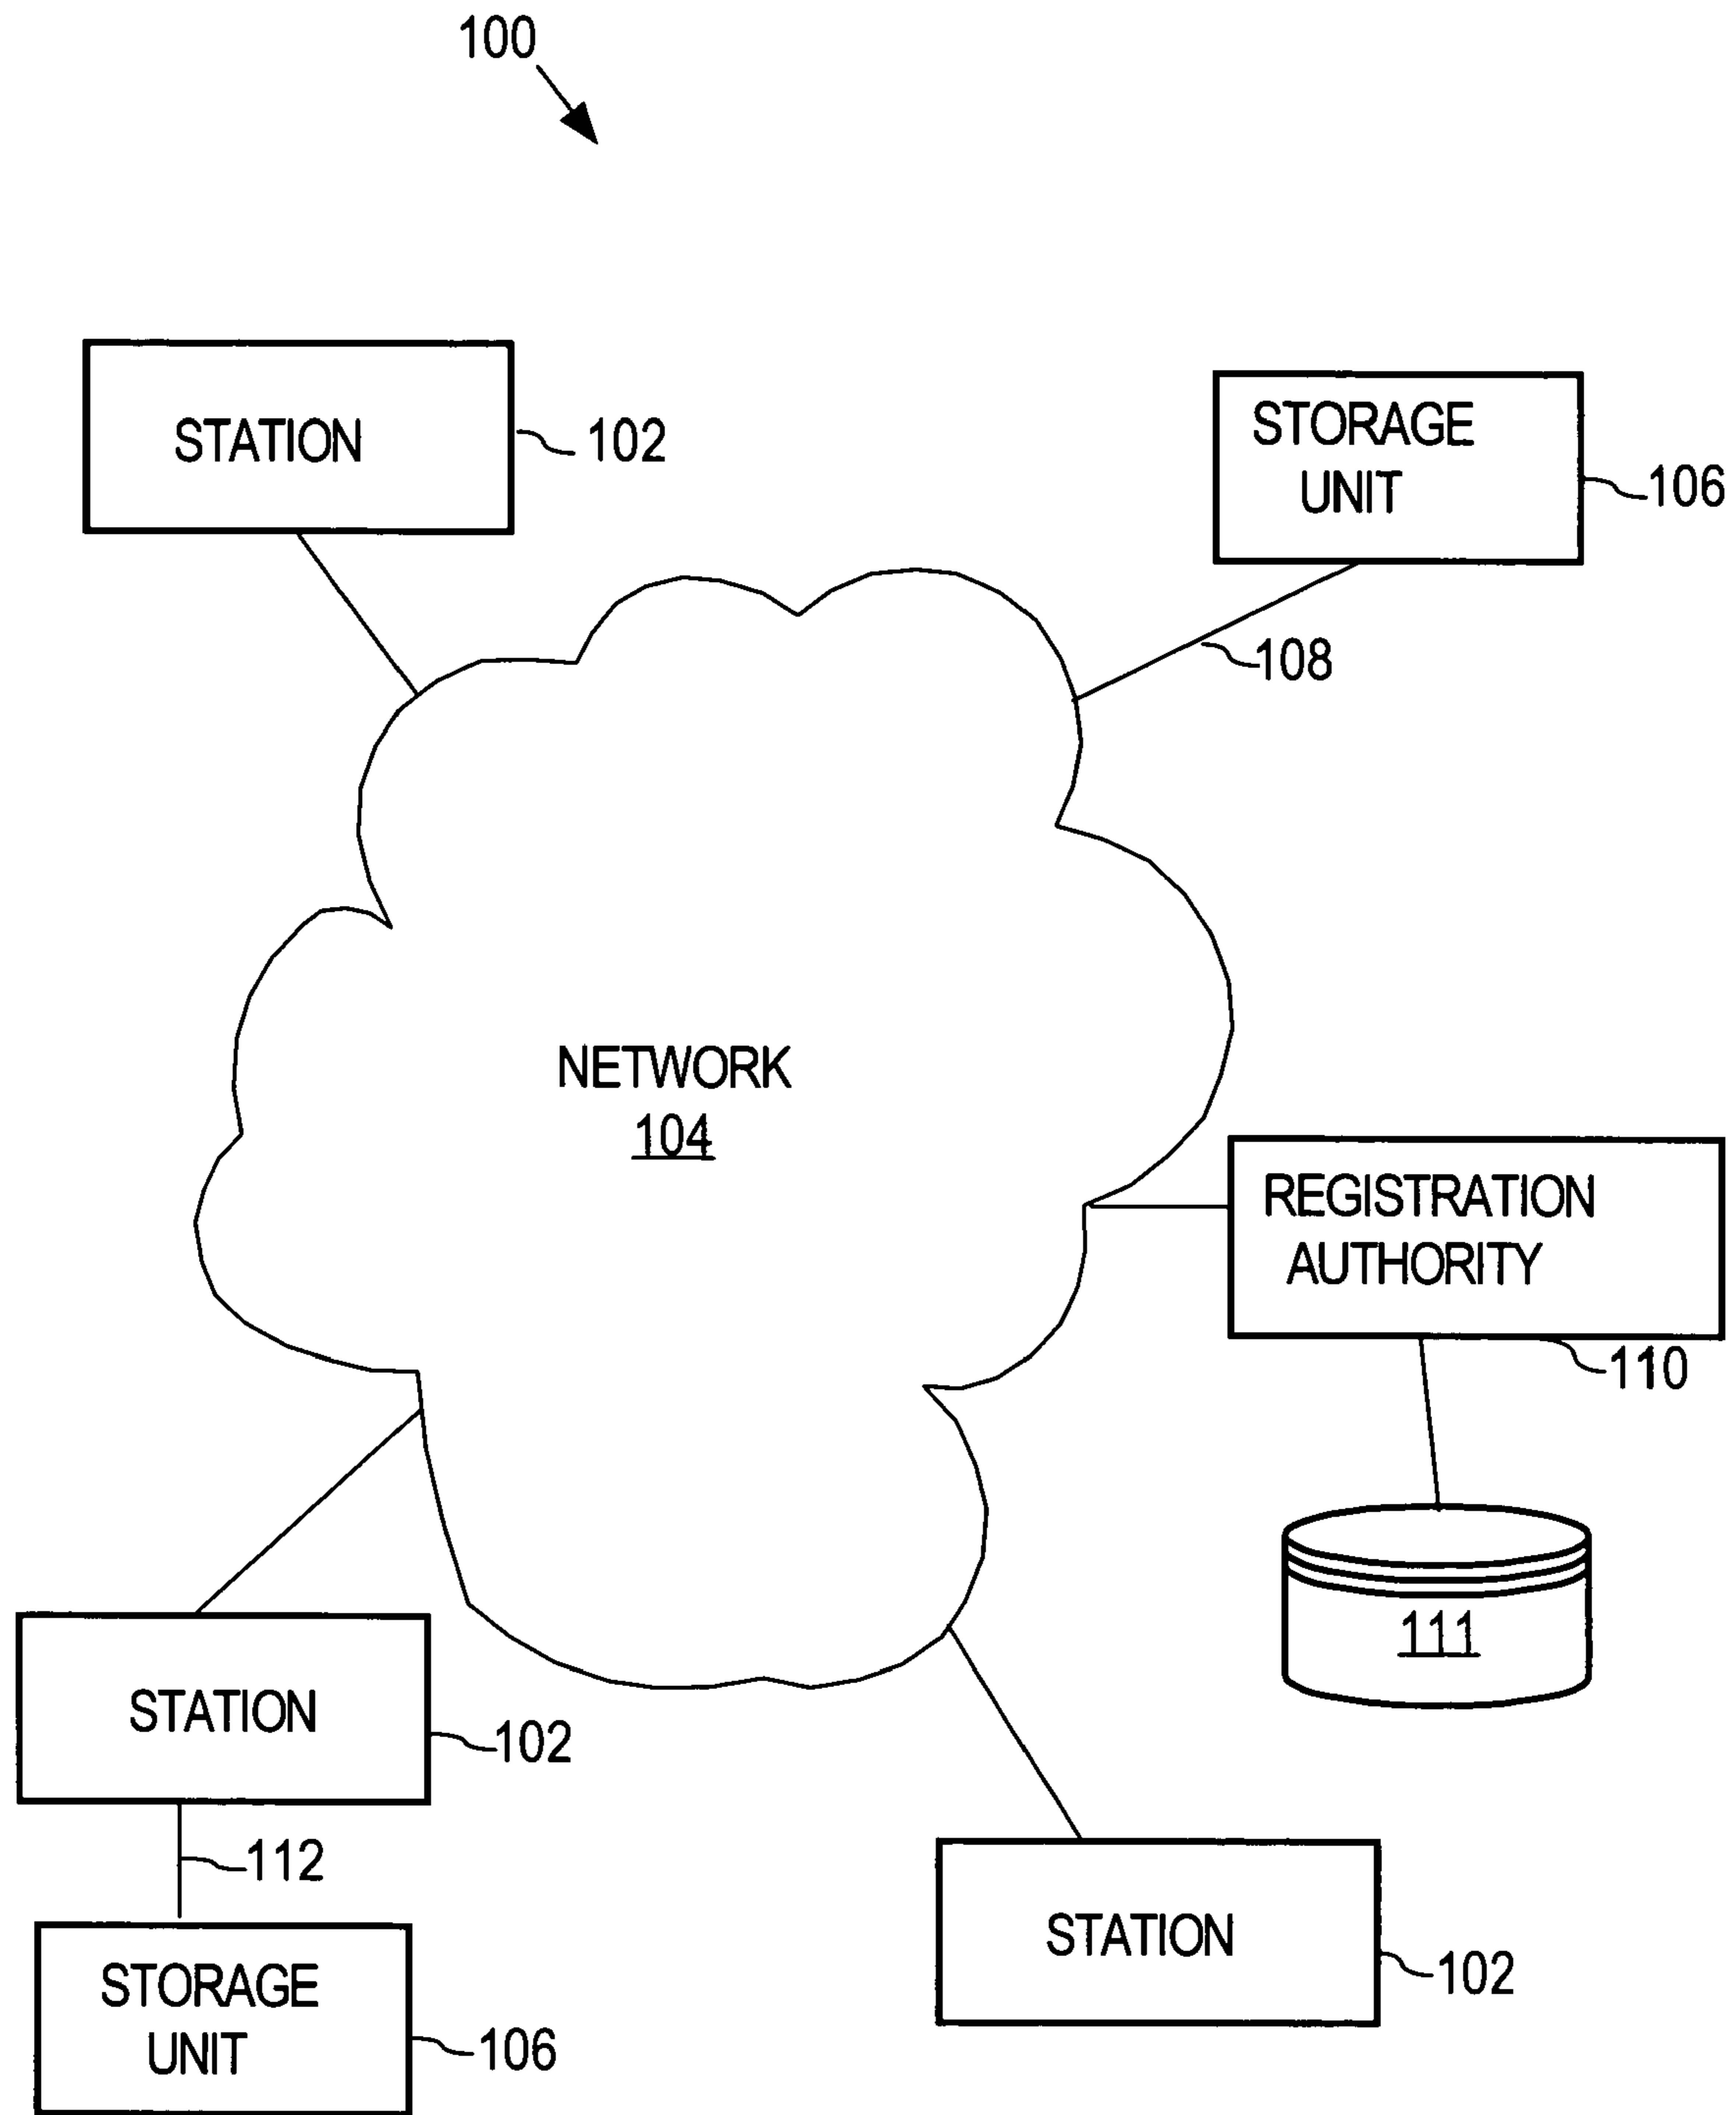 100
STATION
102
STORAGE
UNIT
106
108
NETWORK
104
REGISTRATION
AUTHORITY
110
111
STATION
102
112
STATION
102
STORAGE
UNIT
106